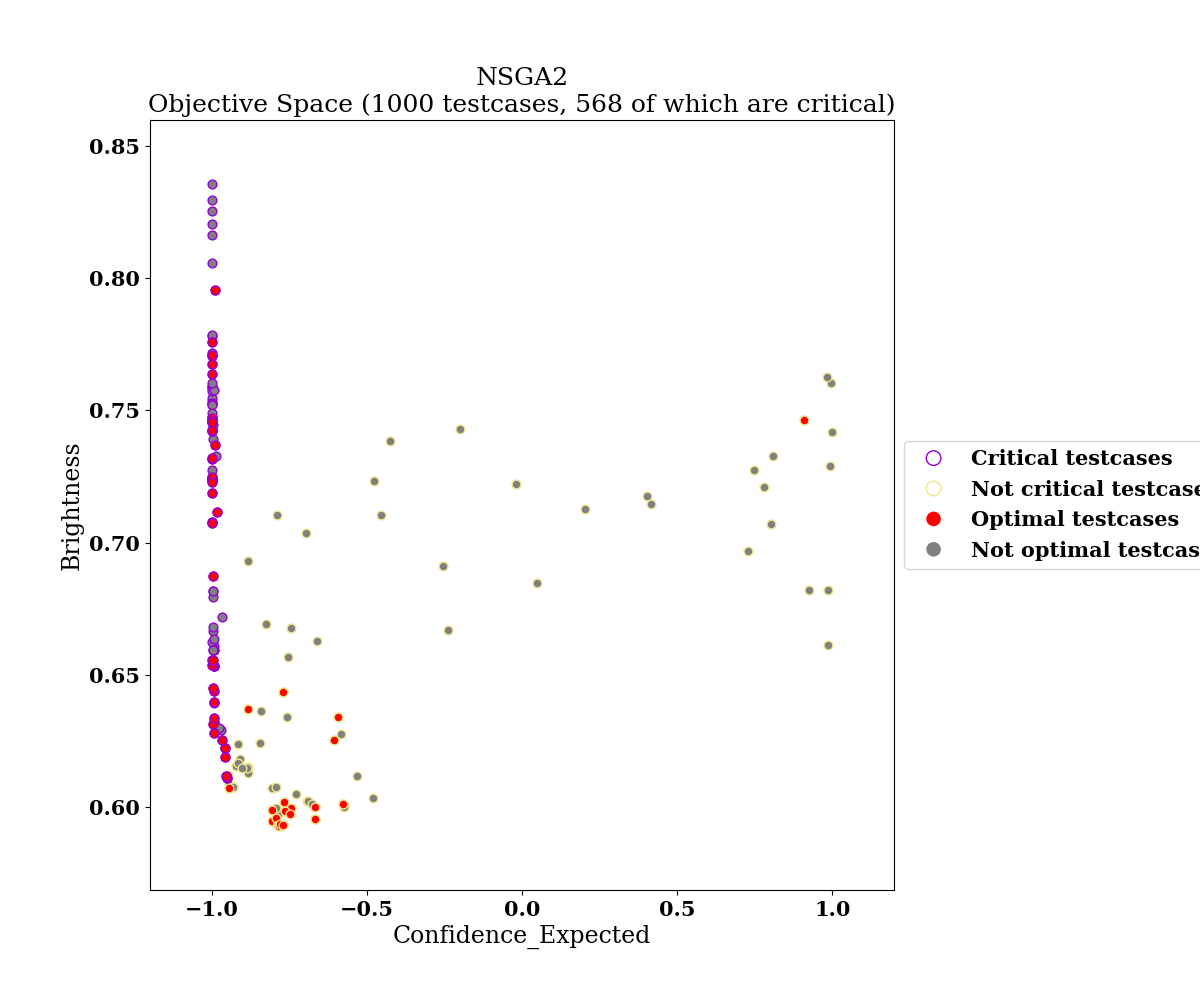 NSGA2
Objective Space (1000 testcases, 568 of which are critical)
0.85
0.80
0.75
0.70
0.65
0.60
Brightness
−1.0
−0.5
0.0
0.5
1.0
Confidence_Expected
Critical testcases
Not critical testcase
Optimal testcases
Not optimal testcas